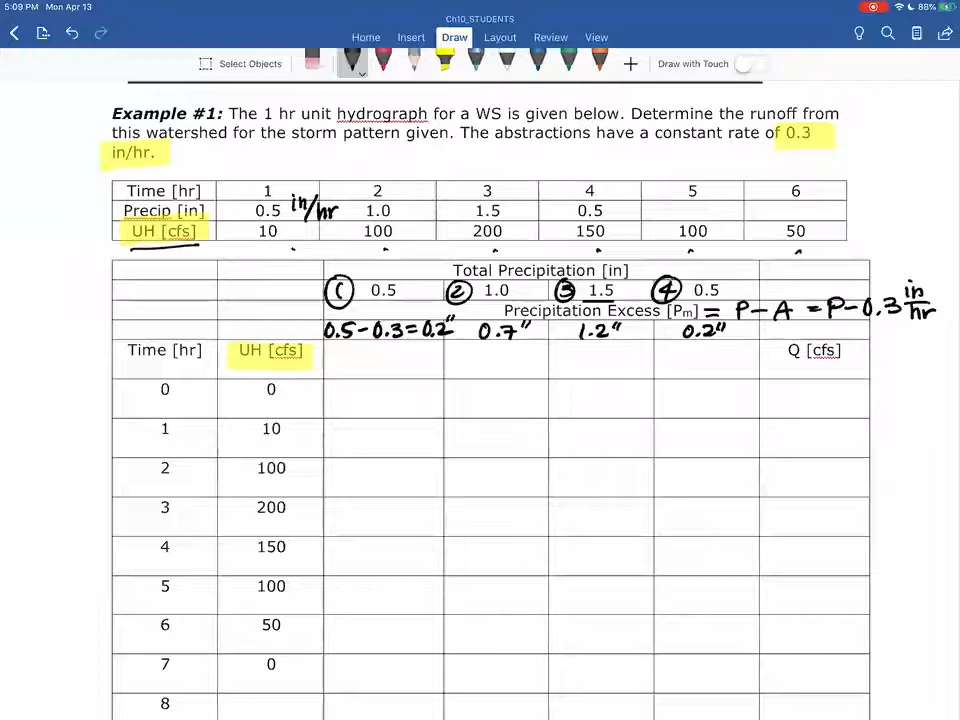 5:09 PM Mon Apr 13 88%
Ch10_STUDENTS
Home Insert Draw Layout Review View
Select Objects Draw with Touch
Example #1: The 1 hr unit hydrograph for a WS is given below. Determine the runoff from
this watershed for the storm pattern given. The abstractions have a constant rate of 0.3
in/hr.
Time [hr] 1 2 3 4 5 6
Precip [in] 0.5 in/hr 1.0 1.5 0.5
UH [cfs] 10 100 200 150 100 50
Total Precipitation [in]
① 0.5 ② 1.0 ③ 1.5 ④ 0.5
Precipitation Excess [Pm] = P-A = P-0.3 in/hr
0.5-0.3=0.2" 0.7" 1.2" 0.2"
Time [hr] UH [cfs] Q [cfs]
0 0
1 10
2 100
3 200
4 150
5 100
6 50
7 0
8